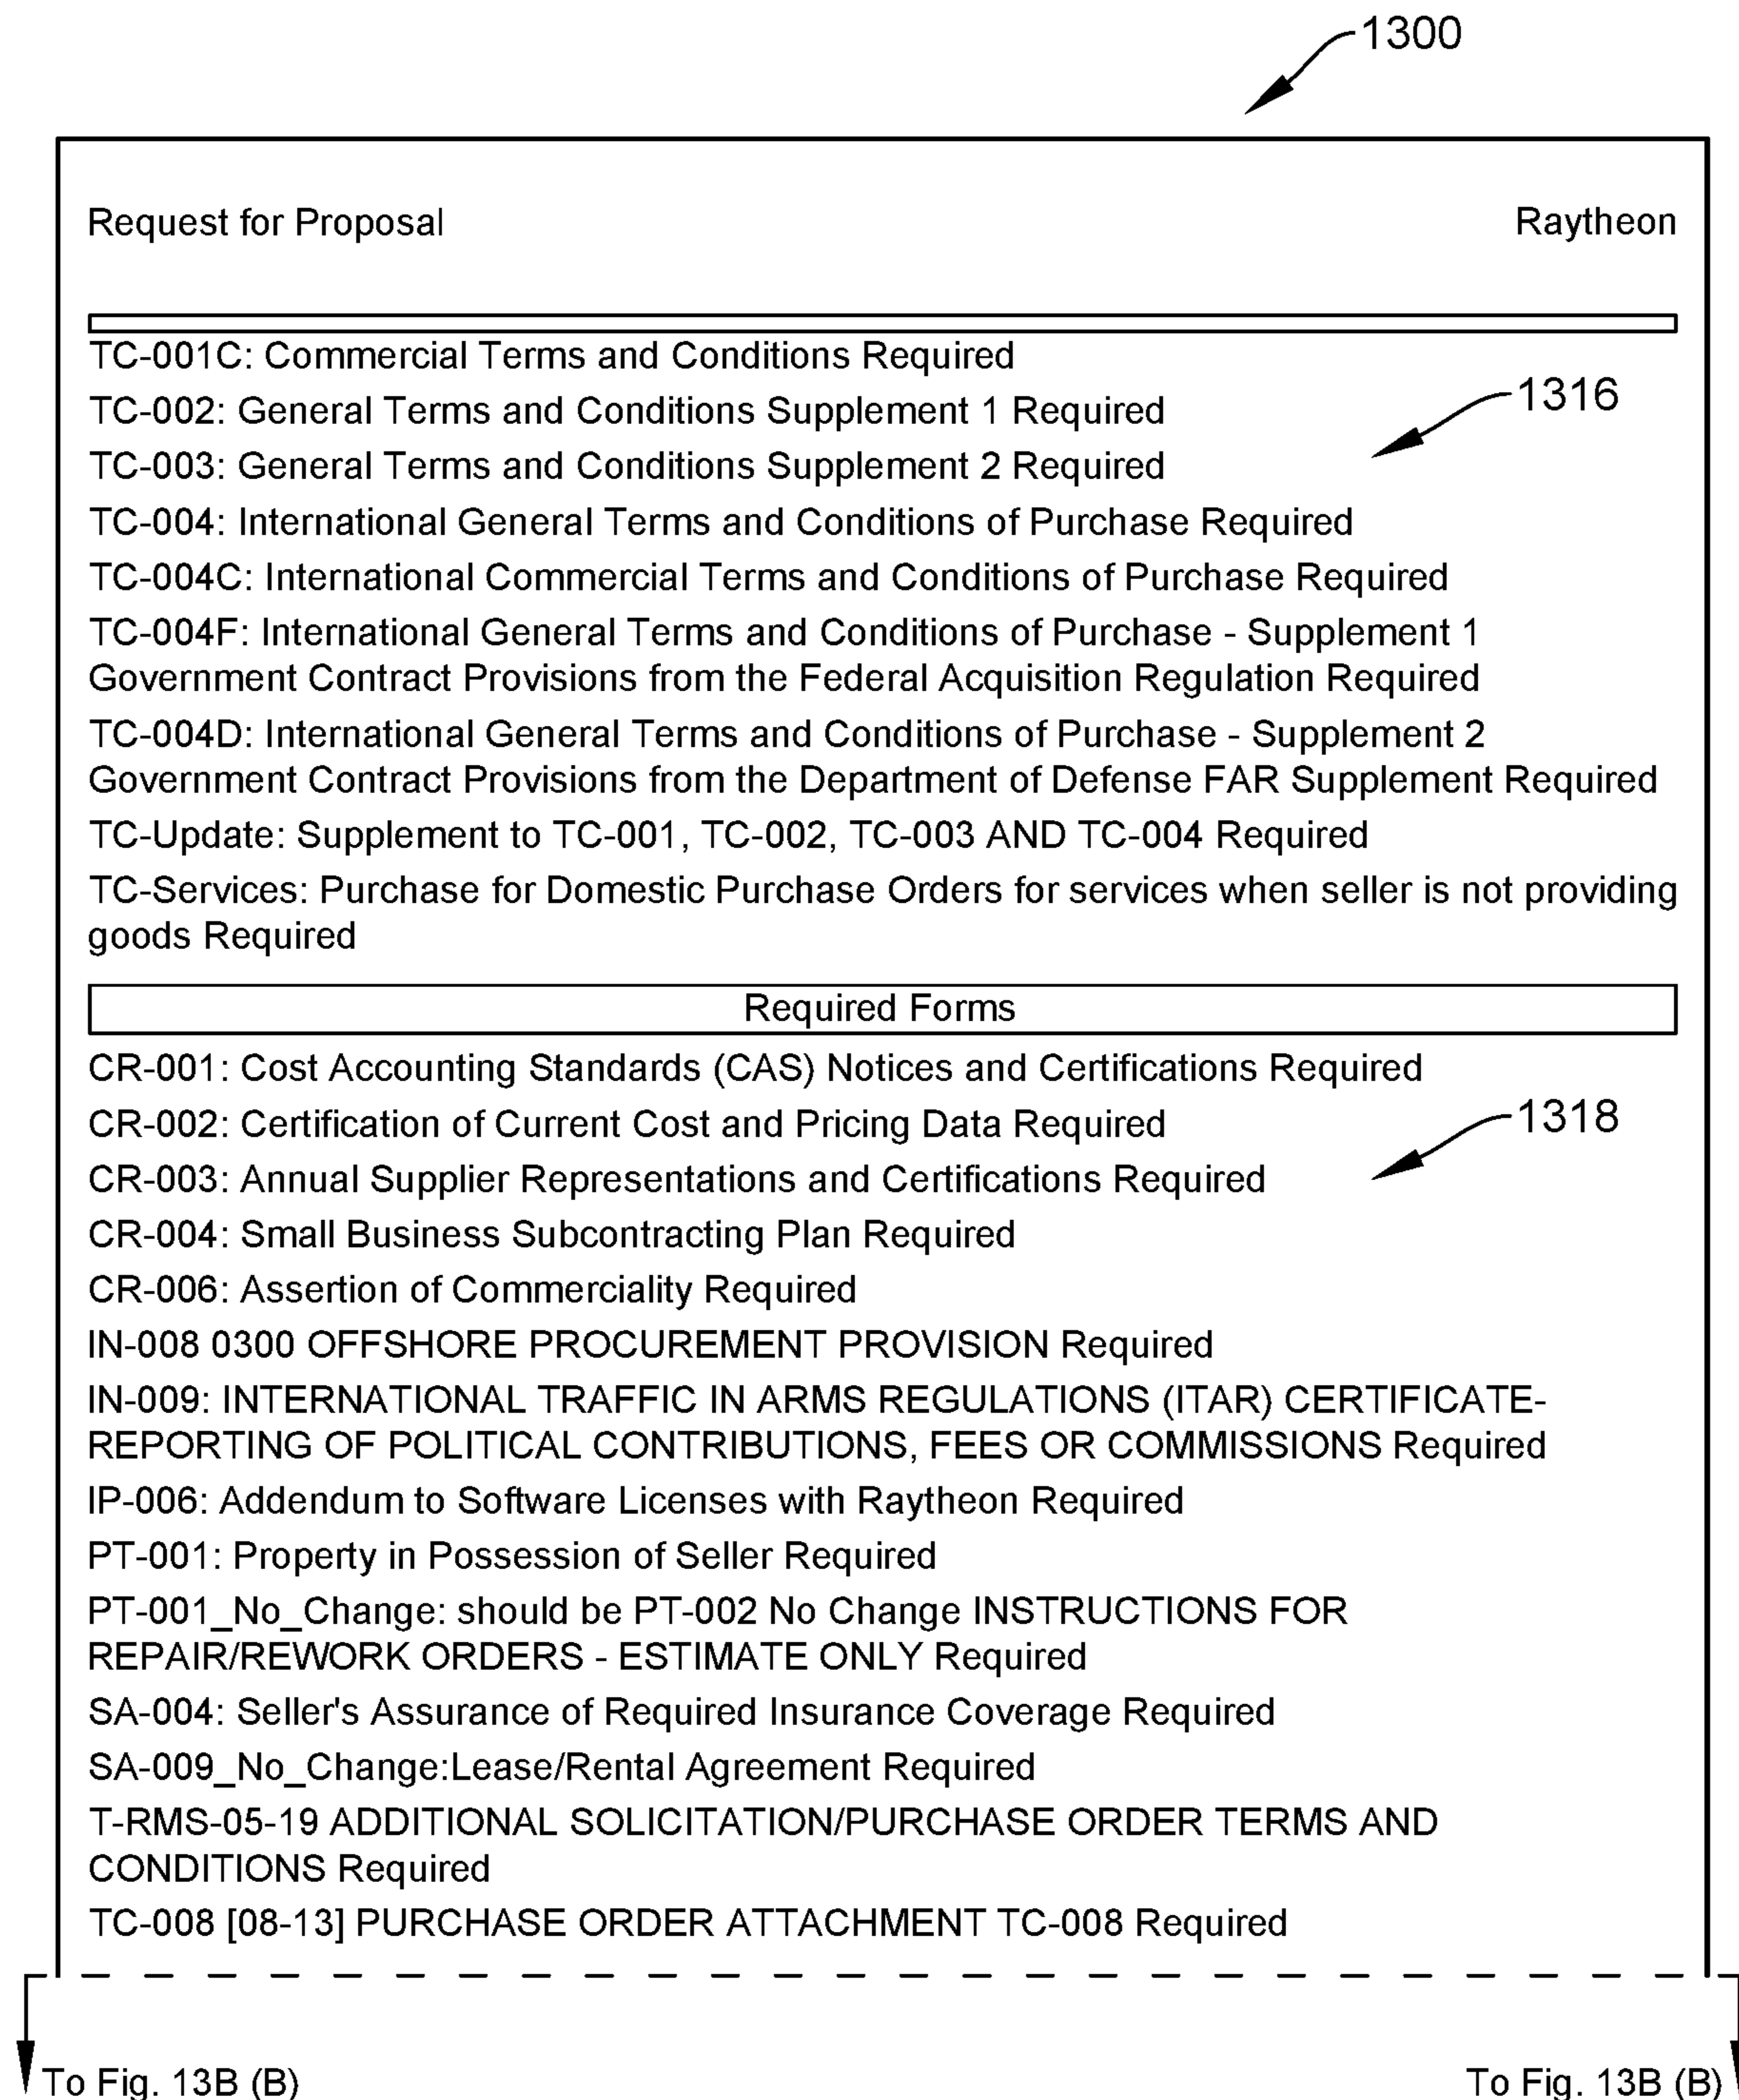 1300
Request for Proposal Raytheon
TC-001C: Commercial Terms and Conditions Required
TC-002: General Terms and Conditions Supplement 1 Required
1316
TC-003: General Terms and Conditions Supplement 2 Required
TC-004: International General Terms and Conditions of Purchase Required
TC-004C: International Commercial Terms and Conditions of Purchase Required
TC-004F: International General Terms and Conditions of Purchase - Supplement 1
Government Contract Provisions from the Federal Acquisition Regulation Required
TC-004D: International General Terms and Conditions of Purchase - Supplement 2
Government Contract Provisions from the Department of Defense FAR Supplement Required
TC-Update: Supplement to TC-001, TC-002, TC-003 AND TC-004 Required
TC-Services: Purchase for Domestic Purchase Orders for services when seller is not providing
goods Required
Required Forms
CR-001: Cost Accounting Standards (CAS) Notices and Certifications Required
CR-002: Certification of Current Cost and Pricing Data Required
1318
CR-003: Annual Supplier Representations and Certifications Required
CR-004: Small Business Subcontracting Plan Required
CR-006: Assertion of Commerciality Required
IN-008 0300 OFFSHORE PROCUREMENT PROVISION Required
IN-009: INTERNATIONAL TRAFFIC IN ARMS REGULATIONS (ITAR) CERTIFICATE-
REPORTING OF POLITICAL CONTRIBUTIONS, FEES OR COMMISSIONS Required
IP-006: Addendum to Software Licenses with Raytheon Required
PT-001: Property in Possession of Seller Required
PT-001_No_Change: should be PT-002 No Change INSTRUCTIONS FOR
REPAIR/REWORK ORDERS - ESTIMATE ONLY Required
SA-004: Seller's Assurance of Required Insurance Coverage Required
SA-009_No_Change:Lease/Rental Agreement Required
T-RMS-05-19 ADDITIONAL SOLICITATION/PURCHASE ORDER TERMS AND
CONDITIONS Required
TC-008 [08-13] PURCHASE ORDER ATTACHMENT TC-008 Required
To Fig. 13B (B) To Fig. 13B (B)